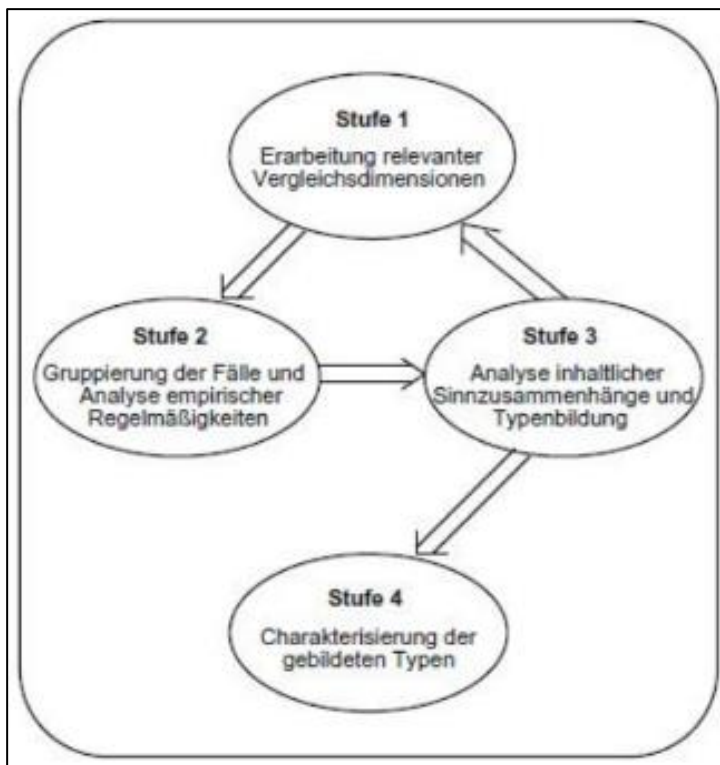 Stufe 1
Erarbeitung relevanter
Vergleichsdimensionen
Stufe 2
Gruppierung der Fälle und
Analyse empirischer
Regelmäßigkeiten
Stufe 3
Analyse inhaltlicher
Sinnzusammenhänge und
Typenbildung
Stufe 4
Charakterisierung der
gebildeten Typen